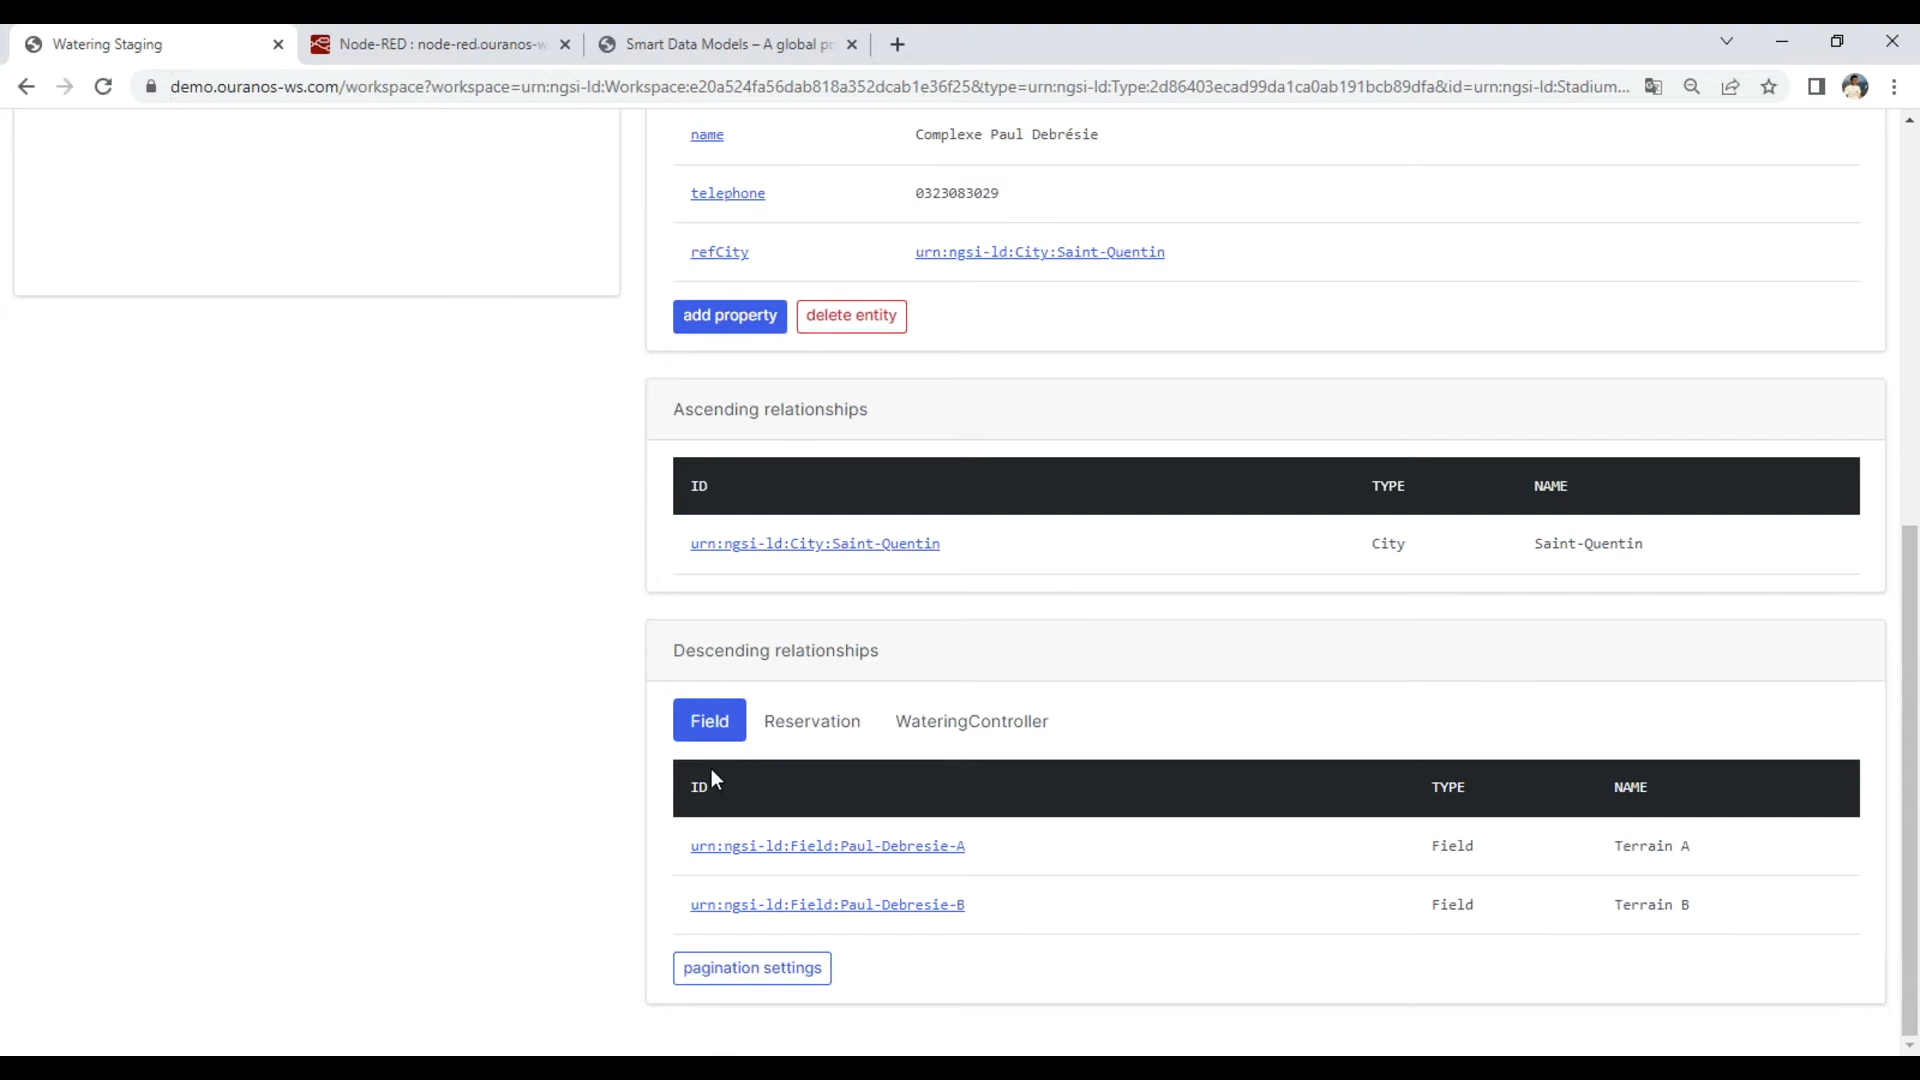 Watering Staging
Node-RED : node-red.ouranos-w
Smart Data Models – A global pr
demo.ouranos-ws.com/workspace?workspace=urn:ngsi-ld:Workspace:e20a524fa56dab818a352dcab1e36f25&type=urn:ngsi-ld:Type:2d86403ecad99da1ca0ab191bcb89dfa&id=urn:ngsi-ld:Stadium...
name Complexe Paul Debrésie
telephone 0323083029
refCity urn:ngsi-ld:City:Saint-Quentin
add property delete entity
Ascending relationships
ID TYPE NAME
urn:ngsi-ld:City:Saint-Quentin City Saint-Quentin
Descending relationships
Field Reservation WateringController
ID TYPE NAME
urn:ngsi-ld:Field:Paul-Debresie-A Field Terrain A
urn:ngsi-ld:Field:Paul-Debresie-B Field Terrain B
pagination settings